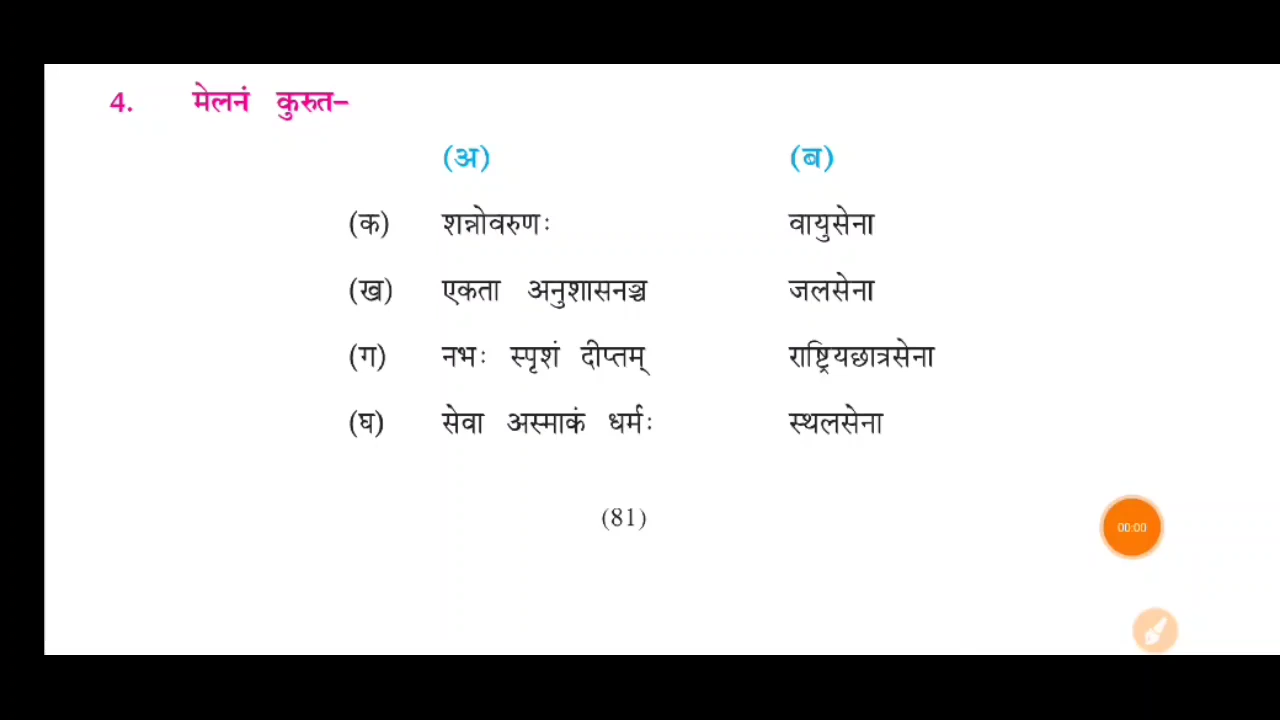 4. मेलनं कुरुत–
(अ) (ब)
(क) शन्नोवरुणः वायुसेना
(ख) एकता अनुशासनञ्च जलसेना
(ग) नभः स्पृशं दीप्तम् राष्ट्रियछात्रसेना
(घ) सेवा अस्माकं धर्मः स्थलसेना
(81)
00:00